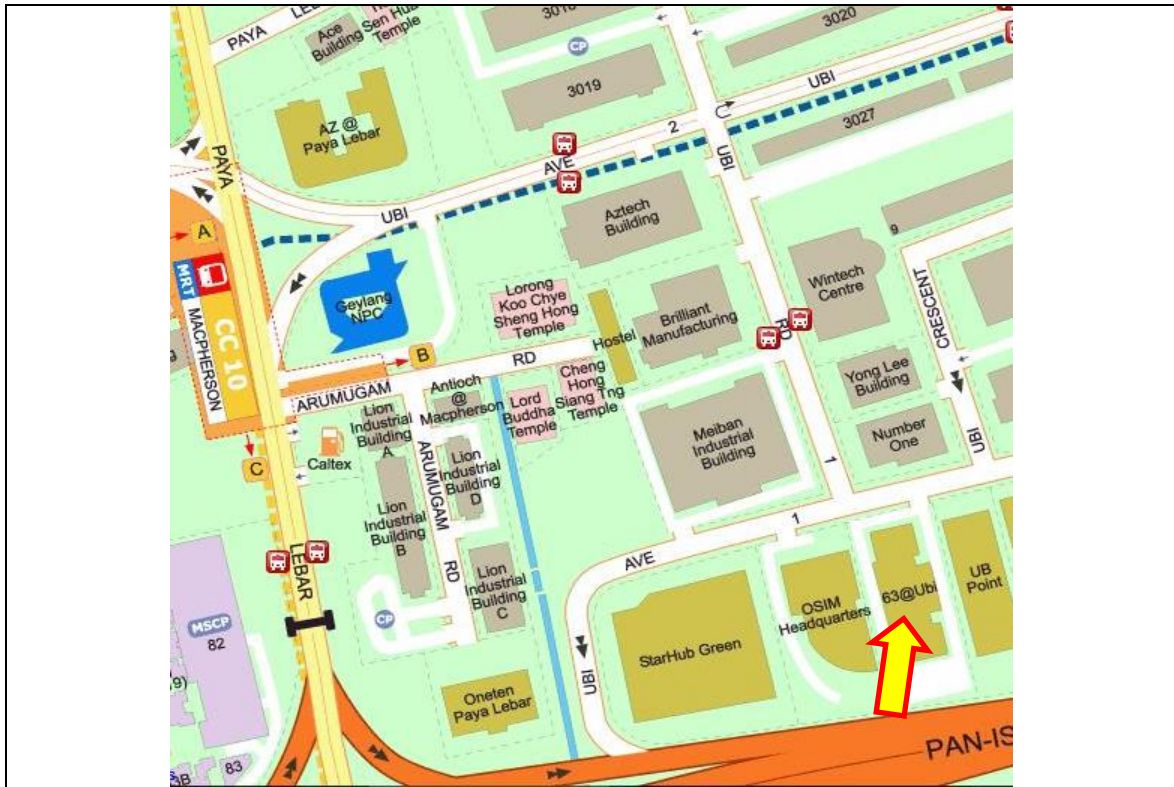 PAYA
LE
Ace
Building
Sen Hu
Temple
3020
CP
3019
UBI
AZ @
Paya Lebar
PAYA
2
AVE
UBI
3027
UBI
Aztech
Building
9
A
MRT
MACPHERSON
CC 10
Geylang
NPC
Lorong
Koo Chye
Sheng Hong
Temple
Hostel
Brilliant
Manufacturing
Wintech
Centre
CRESCENT
RD
B
RD
ARUMUGAM
Antioch
@
Macpherson
Lord
Buddha
Temple
Cheng
Hong
Siang Tng
Temple
Yong Lee
Building
Lion
Industrial
Building
A
Caltex
C
ARUMUGAM
Lion
Industrial
Building
D
Meiban
Industrial
Building
Number
One
UBI
1
1
Lion
Industrial
Building
B
LEBAR
RD
Lion
Industrial
Building
C
AVE
OSIM
Headquarters
63@Ubi
UB
Point
CP
MSCP
82
StarHub Green
UBI
9)
Oneten
Paya Lebar
PAN-IS
83
3B
s